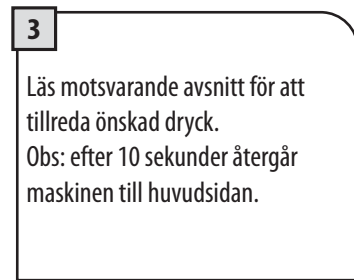 3
Läs motsvarande avsnitt för att
tillreda önskad dryck.
Obs: efter 10 sekunder återgår
maskinen till huvudsidan.